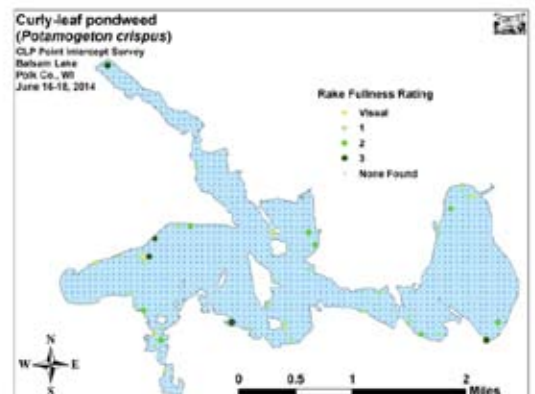 Curly-leaf pondweed
(Potamogeton crispus)
CLP Point Intercept Survey
Balsam Lake
Polk Co., WI
June 16-18, 2014
Rake Fullness Rating
Visual
1
2
3
None Found
N
W E
S
0 0.5 1 2
Miles